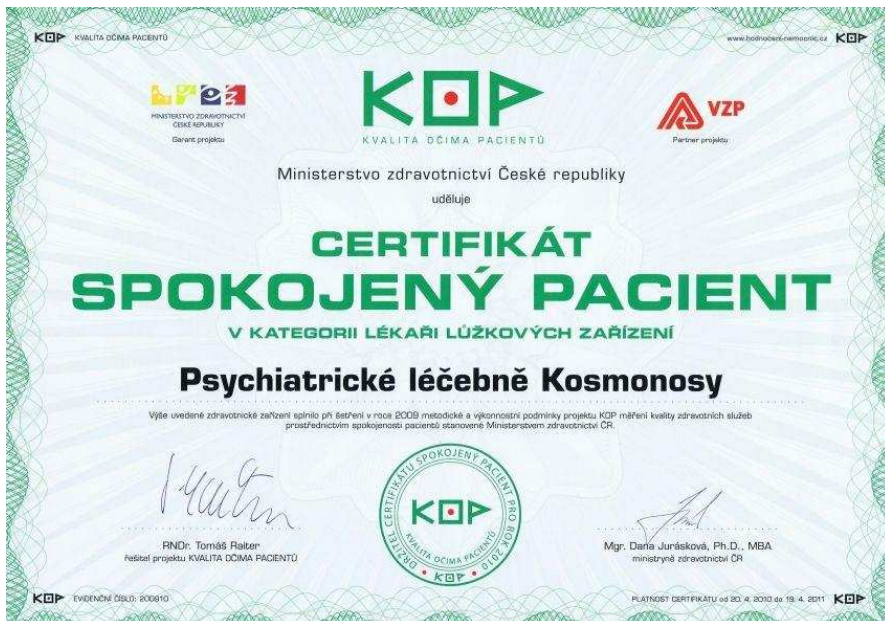 KOP KVALITA OČIMA PACIENTŮ
www.hodnoceni-nemocnic.cz KOP
MINISTERSTVO ZDRAVOTNICTVÍ
ČESKÉ REPUBLIKY
Garant projektu
KOP
KVALITA OČIMA PACIENTŮ
VZP
Partner projektu
Ministerstvo zdravotnictví České republiky
uděluje
CERTIFIKÁT
SPOKOJENÝ PACIENT
V KATEGORII LÉKAŘI LŮŽKOVÝCH ZAŘÍZENÍ
Psychiatrické léčebně Kosmonosy
Výše uvedené zdravotnické zařízení splnilo při šetření v roce 2009 metodické a výkonnostní podmínky projektu KOP měření kvality zdravotních služeb
prostřednictvím spokojenosti pacientů stanovené Ministerstvem zdravotnictví ČR.
DRŽITEL CERTIFIKÁTU SPOKOJENÝ PACIENT PRO ROK 2010
KOP
KVALITA OČIMA PACIENTŮ
KOP
RNDr. Tomáš Raiter
řešitel projektu KVALITA OČIMA PACIENTŮ
Mgr. Dana Jurásková, Ph.D., MBA
ministryně zdravotnictví ČR
KOP EVIDENČNÍ ČÍSLO: 200910
PLATNOST CERTIFIKÁTU od 20. 4. 2010 do 19. 4. 2011 KOP